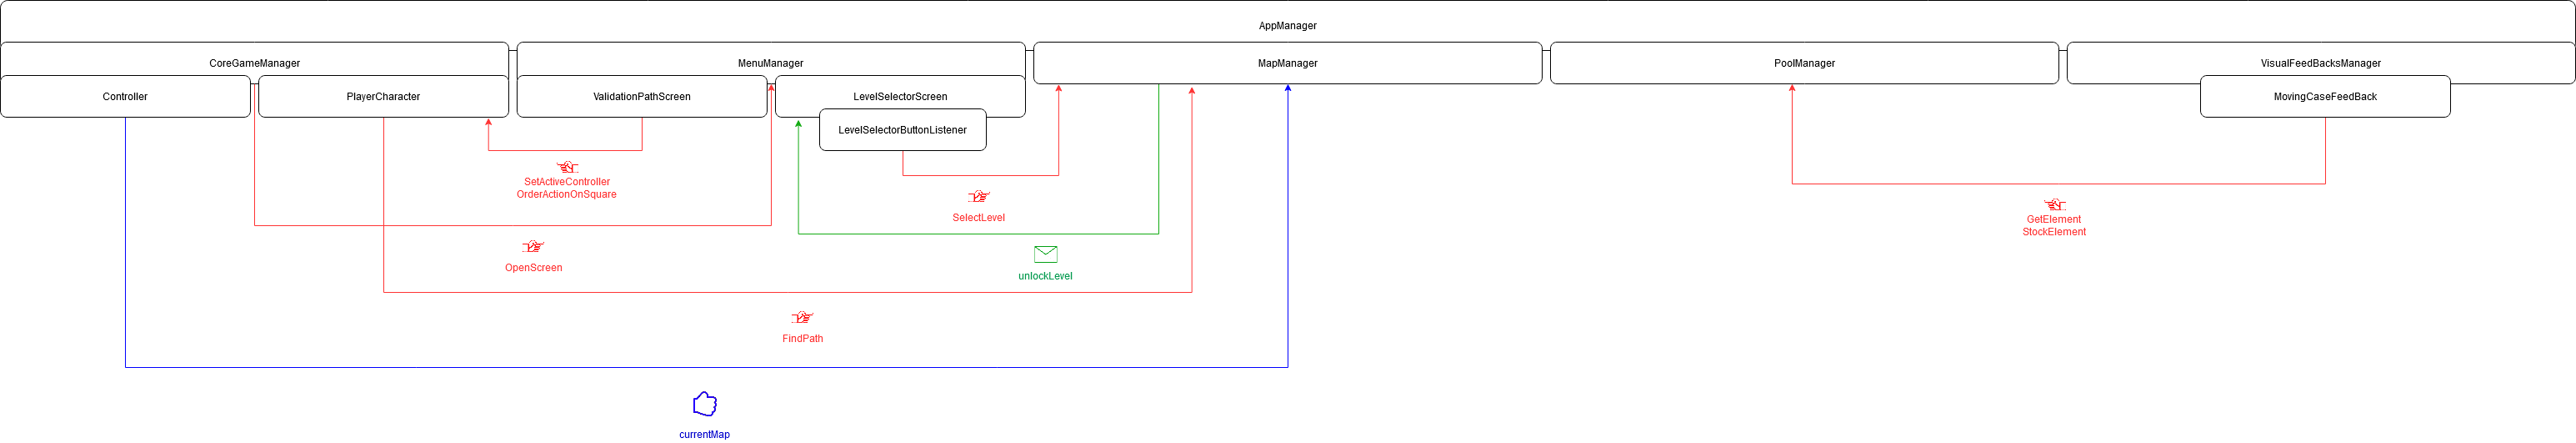 AppManager
CoreGameManager
MenuManager
MapManager
PoolManager
VisualFeedBacksManager
Controller
PlayerCharacter
ValidationPathScreen
LevelSelectorScreen
MovingCaseFeedBack
LevelSelectorButtonListener
SetActiveController
OrderActionOnSquare
SelectLevel
GetElement
StockElement
OpenScreen
unlockLevel
FindPath
currentMap